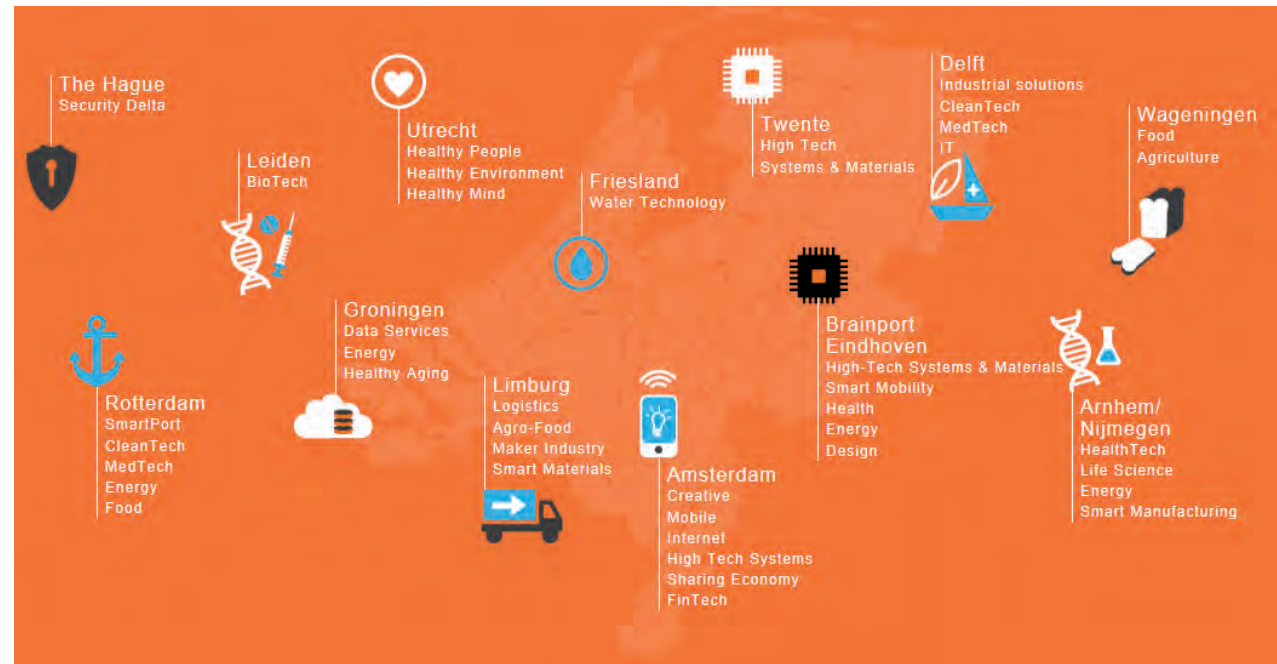 The Hague
Security Delta
Leiden
BioTech
Utrecht
Healthy People
Healthy Environment
Healthy Mind
Friesland
Water Technology
Twente
High Tech
Systems & Materials
Delft
Industrial solutions
CleanTech
MedTech
IT
Wageningen
Food
Agriculture
Rotterdam
SmartPort
CleanTech
MedTech
Energy
Food
Groningen
Data Services
Energy
Healthy Aging
Limburg
Logistics
Agro-Food
Maker Industry
Smart Materials
Amsterdam
Creative
Mobile
Internet
High Tech Systems
Sharing Economy
FinTech
Brainport
Eindhoven
High-Tech Systems & Materials
Smart Mobility
Health
Energy
Design
Arnhem/
Nijmegen
HealthTech
Life Science
Energy
Smart Manufacturing